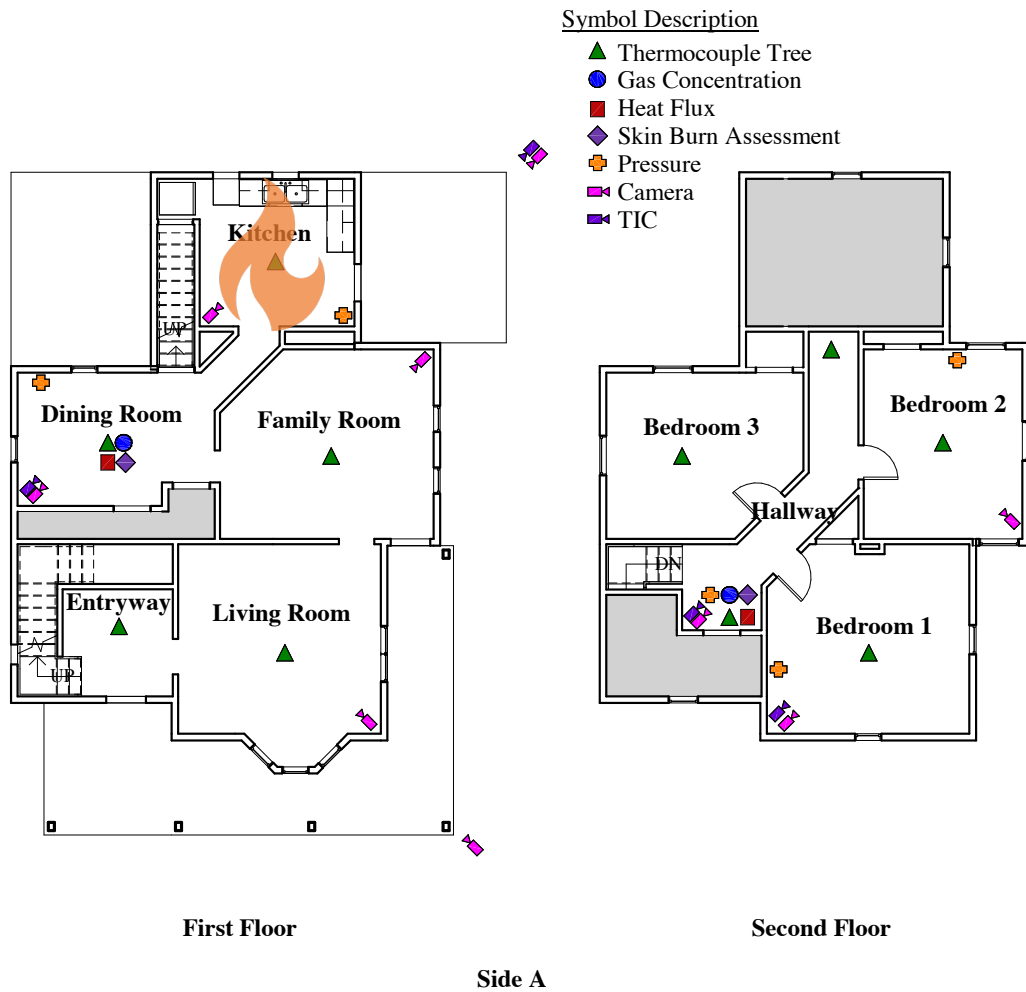 Symbol Description
Thermocouple Tree
Gas Concentration
Heat Flux
Skin Burn Assessment
Pressure
Camera
TIC
Kitchen
UP
Dining Room
Family Room
Entryway
Living Room
UP
Bedroom 3
Bedroom 2
Hallway
DN
Bedroom 1
First Floor
Second Floor
Side A